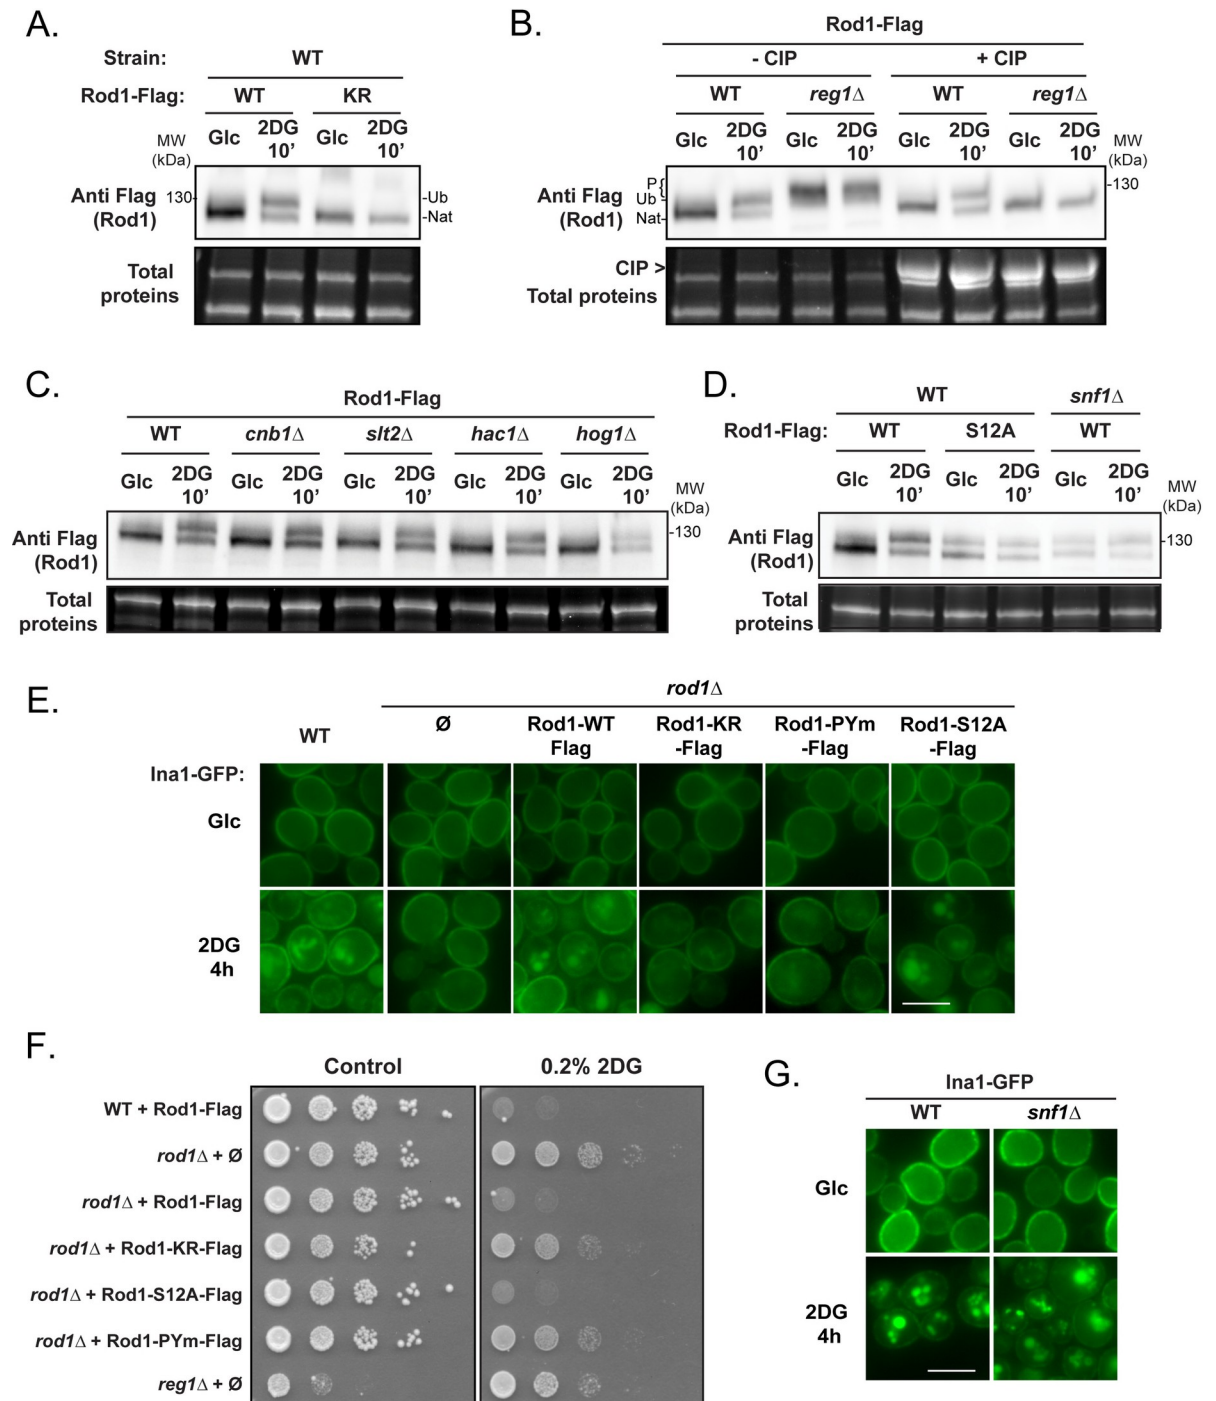 A.
Strain:
WT
Rod1-Flag:
WT
KR
MW
(kDa)
Glc
2DG
10’
Glc
2DG
10’
Anti Flag
(Rod1)
130-
-Ub
-Nat
Total
proteins
B.
Rod1-Flag
- CIP
+ CIP
WT
reg1Δ
WT
reg1Δ
Glc
2DG
10’
Glc
2DG
10’
Glc
2DG
10’
Glc
2DG
10’
MW
(kDa)
Anti Flag
(Rod1)
P{
Ub
Nat-
-130
CIP >
Total proteins
C.
Rod1-Flag
WT
cnb1Δ
slt2Δ
hac1Δ
hog1Δ
Glc
2DG
10’
Glc
2DG
10’
Glc
2DG
10’
Glc
2DG
10’
Glc
2DG
10’
MW
(kDa)
Anti Flag
(Rod1)
-130
Total
proteins
D.
WT
snf1Δ
Rod1-Flag:
WT
S12A
WT
Glc
2DG
10’
Glc
2DG
10’
Glc
2DG
10’
MW
(kDa)
Anti Flag
(Rod1)
-130
Total
proteins
E.
rod1Δ
WT
Ø
Rod1-WT
Flag
Rod1-KR
-Flag
Rod1-PYm
-Flag
Rod1-S12A
-Flag
Ina1-GFP:
Glc
2DG
4h
F.
Control
0.2% 2DG
WT + Rod1-Flag
rod1Δ + Ø
rod1Δ + Rod1-Flag
rod1Δ + Rod1-KR-Flag
rod1Δ + Rod1-S12A-Flag
rod1Δ + Rod1-PYm-Flag
reg1Δ + Ø
G.
Ina1-GFP
WT
snf1Δ
Glc
2DG
4h